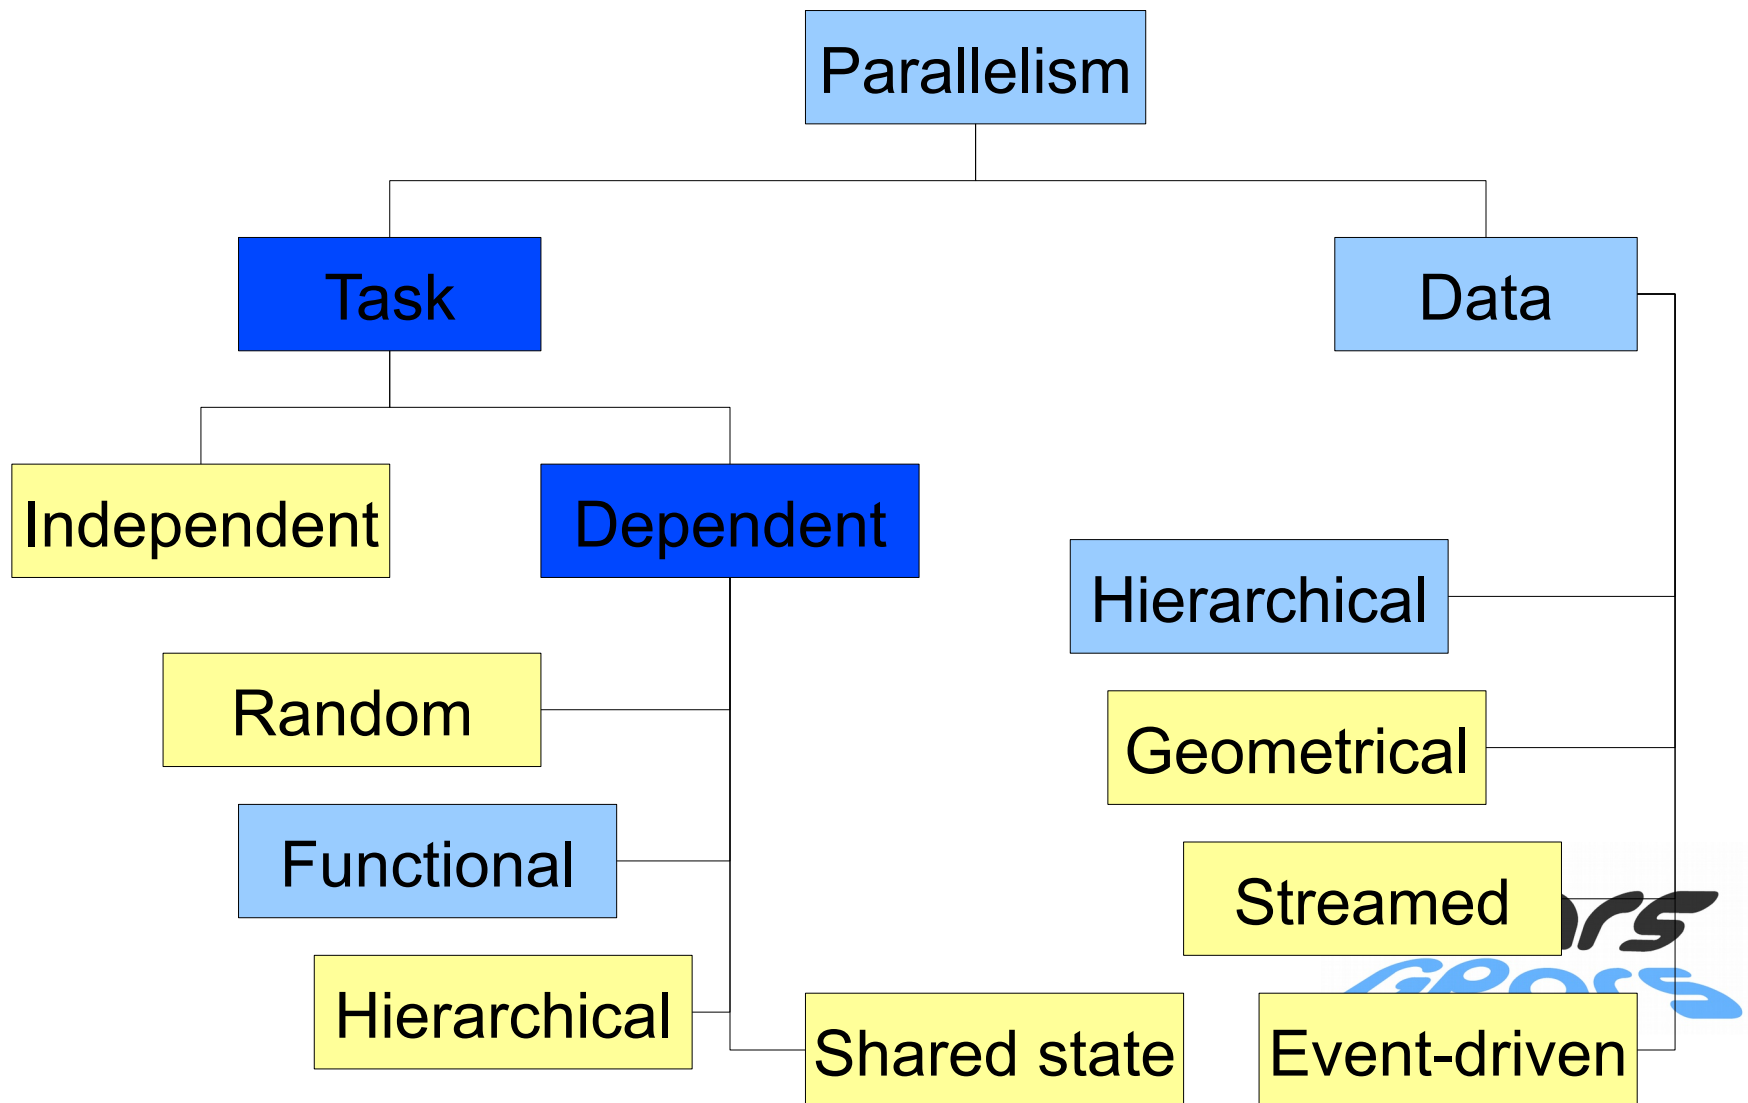 Parallelism
Task
Data
Independent
Dependent
Hierarchical
Random
Geometrical
Functional
Streamed
Hierarchical
Shared state
Event-driven